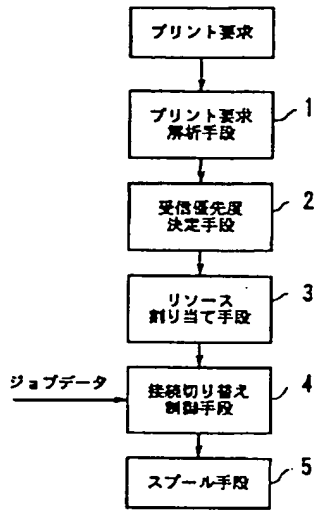 プリント要求
プリント要求
解析手段
1
受信優先度
決定手段
2
リソース
割り当て手段
3
ジョブデータ
接続切り替え
制御手段
4
スプール手段
5